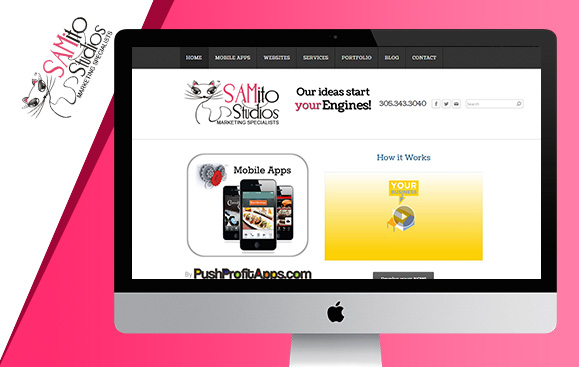 SAMito
Studios
MARKETING SPECIALISTS
HOME MOBILE APPS WEBSITES SERVICES PORTFOLIO BLOG CONTACT
SAMito
Studios
MARKETING SPECIALISTS
Our ideas start
your Engines!
305.343.3040
Search
Mobile Apps
By PushProfitApps.com
How it Works
YOUR
BUSINESS